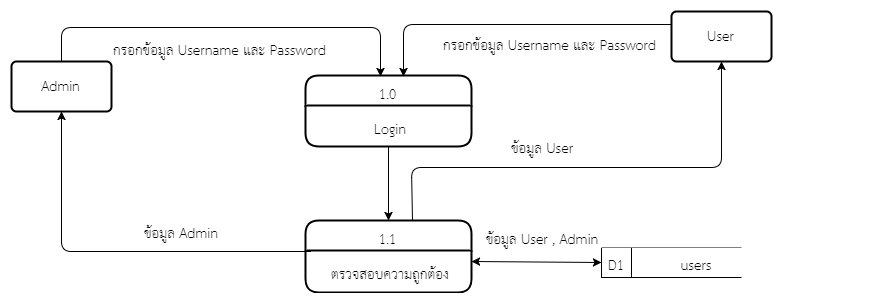 User
กรอกข้อมูล Username และ Password
กรอกข้อมูล Username และ Password
Admin
1.0
Login
ข้อมูล User
ข้อมูล Admin
1.1
ข้อมูล User , Admin
ตรวจสอบความถูกต้อง
D1
users